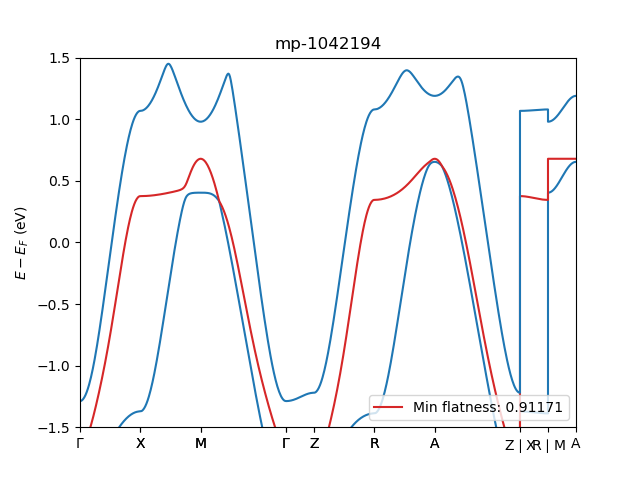 mp-1042194
E − E_F (eV)
1.5
1.0
0.5
0.0
−0.5
−1.0
−1.5
Min flatness: 0.91171
Γ X M Γ Z R A Z | X R | M A